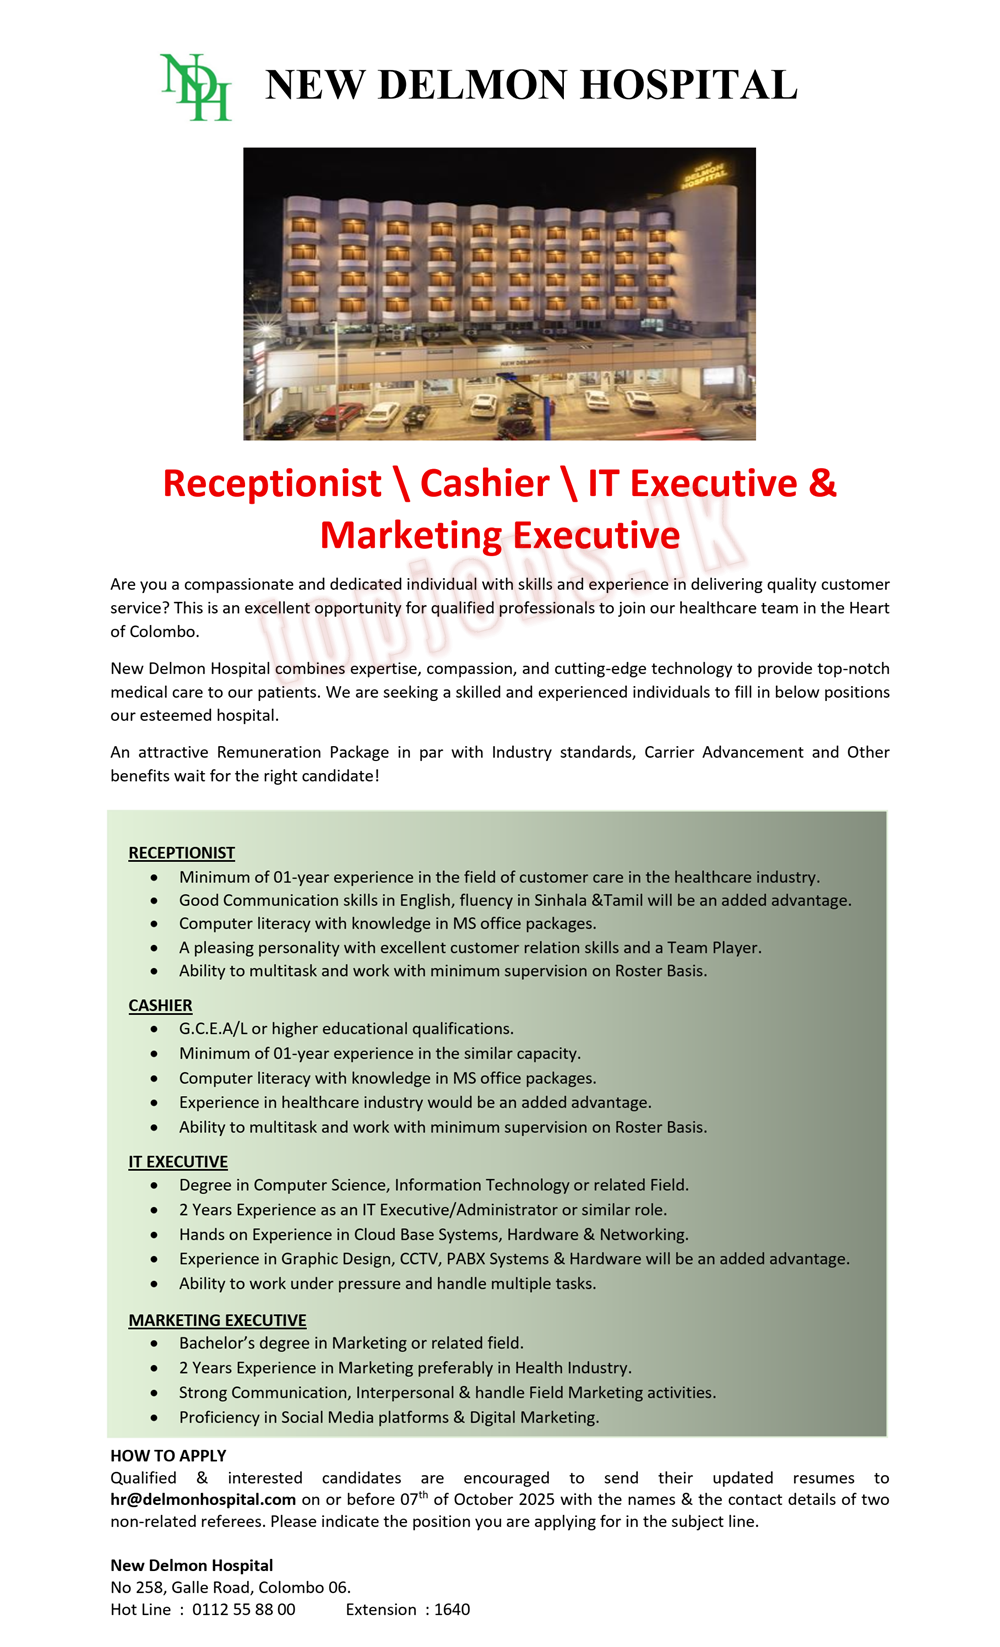 NDH
NEW DELMON HOSPITAL
NEW
DELMON
HOSPITAL
NEW DELMON HOSPITAL
Receptionist \ Cashier \ IT Executive &
Marketing Executive
topjobs.lk
Are you a compassionate and dedicated individual with skills and experience in delivering quality customer
service? This is an excellent opportunity for qualified professionals to join our healthcare team in the Heart
of Colombo.
New Delmon Hospital combines expertise, compassion, and cutting-edge technology to provide top-notch
medical care to our patients. We are seeking a skilled and experienced individuals to fill in below positions
our esteemed hospital.
An attractive Remuneration Package in par with Industry standards, Carrier Advancement and Other
benefits wait for the right candidate!
RECEPTIONIST
• Minimum of 01-year experience in the field of customer care in the healthcare industry.
• Good Communication skills in English, fluency in Sinhala &Tamil will be an added advantage.
• Computer literacy with knowledge in MS office packages.
• A pleasing personality with excellent customer relation skills and a Team Player.
• Ability to multitask and work with minimum supervision on Roster Basis.
CASHIER
• G.C.E.A/L or higher educational qualifications.
• Minimum of 01-year experience in the similar capacity.
• Computer literacy with knowledge in MS office packages.
• Experience in healthcare industry would be an added advantage.
• Ability to multitask and work with minimum supervision on Roster Basis.
IT EXECUTIVE
• Degree in Computer Science, Information Technology or related Field.
• 2 Years Experience as an IT Executive/Administrator or similar role.
• Hands on Experience in Cloud Base Systems, Hardware & Networking.
• Experience in Graphic Design, CCTV, PABX Systems & Hardware will be an added advantage.
• Ability to work under pressure and handle multiple tasks.
MARKETING EXECUTIVE
• Bachelor’s degree in Marketing or related field.
• 2 Years Experience in Marketing preferably in Health Industry.
• Strong Communication, Interpersonal & handle Field Marketing activities.
• Proficiency in Social Media platforms & Digital Marketing.
HOW TO APPLY
Qualified & interested candidates are encouraged to send their updated resumes to
hr@delmonhospital.com on or before 07th of October 2025 with the names & the contact details of two
non-related referees. Please indicate the position you are applying for in the subject line.
New Delmon Hospital
No 258, Galle Road, Colombo 06.
Hot Line : 0112 55 88 00 Extension : 1640